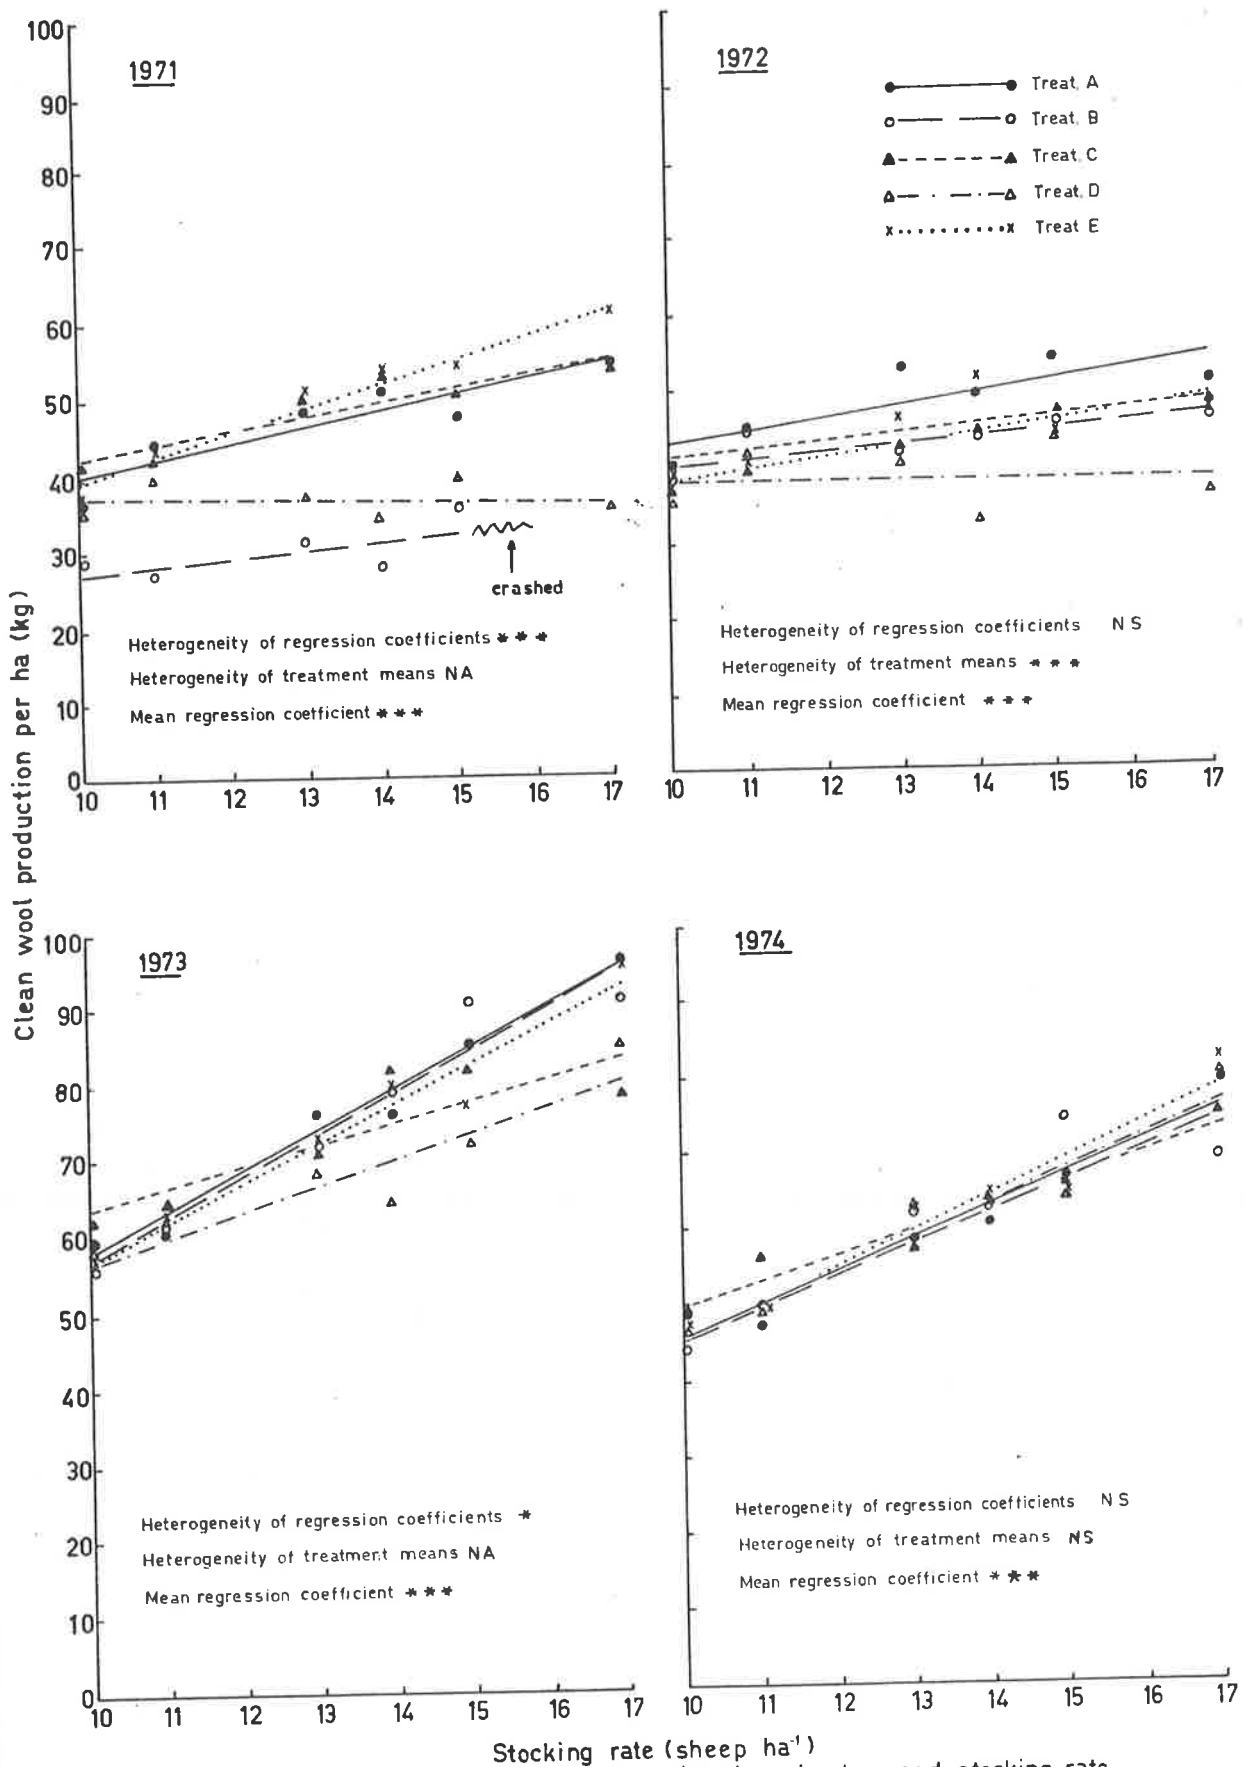 1971
100
90
80
70
60
50
40
30
20
10
0
10 11 12 13 14 15 16 17
crashed
Heterogeneity of regression coefficients ***
Heterogeneity of treatment means NA
Mean regression coefficient ***
1972
Treat. A
Treat. B
Treat. C
Treat. D
Treat E
Heterogeneity of regression coefficients NS
Heterogeneity of treatment means ***
Mean regression coefficient ***
10 11 12 13 14 15 16 17
Clean wool production per ha (kg)
1973
100
90
80
70
60
50
40
30
20
10
0
Heterogeneity of regression coefficients *
Heterogeneity of treatment means NA
Mean regression coefficient ***
10 11 12 13 14 15 16 17
1974
Heterogeneity of regression coefficients NS
Heterogeneity of treatment means NS
Mean regression coefficient ***
10 11 12 13 14 15 16 17
Stocking rate (sheep ha⁻¹)
and stocking rate